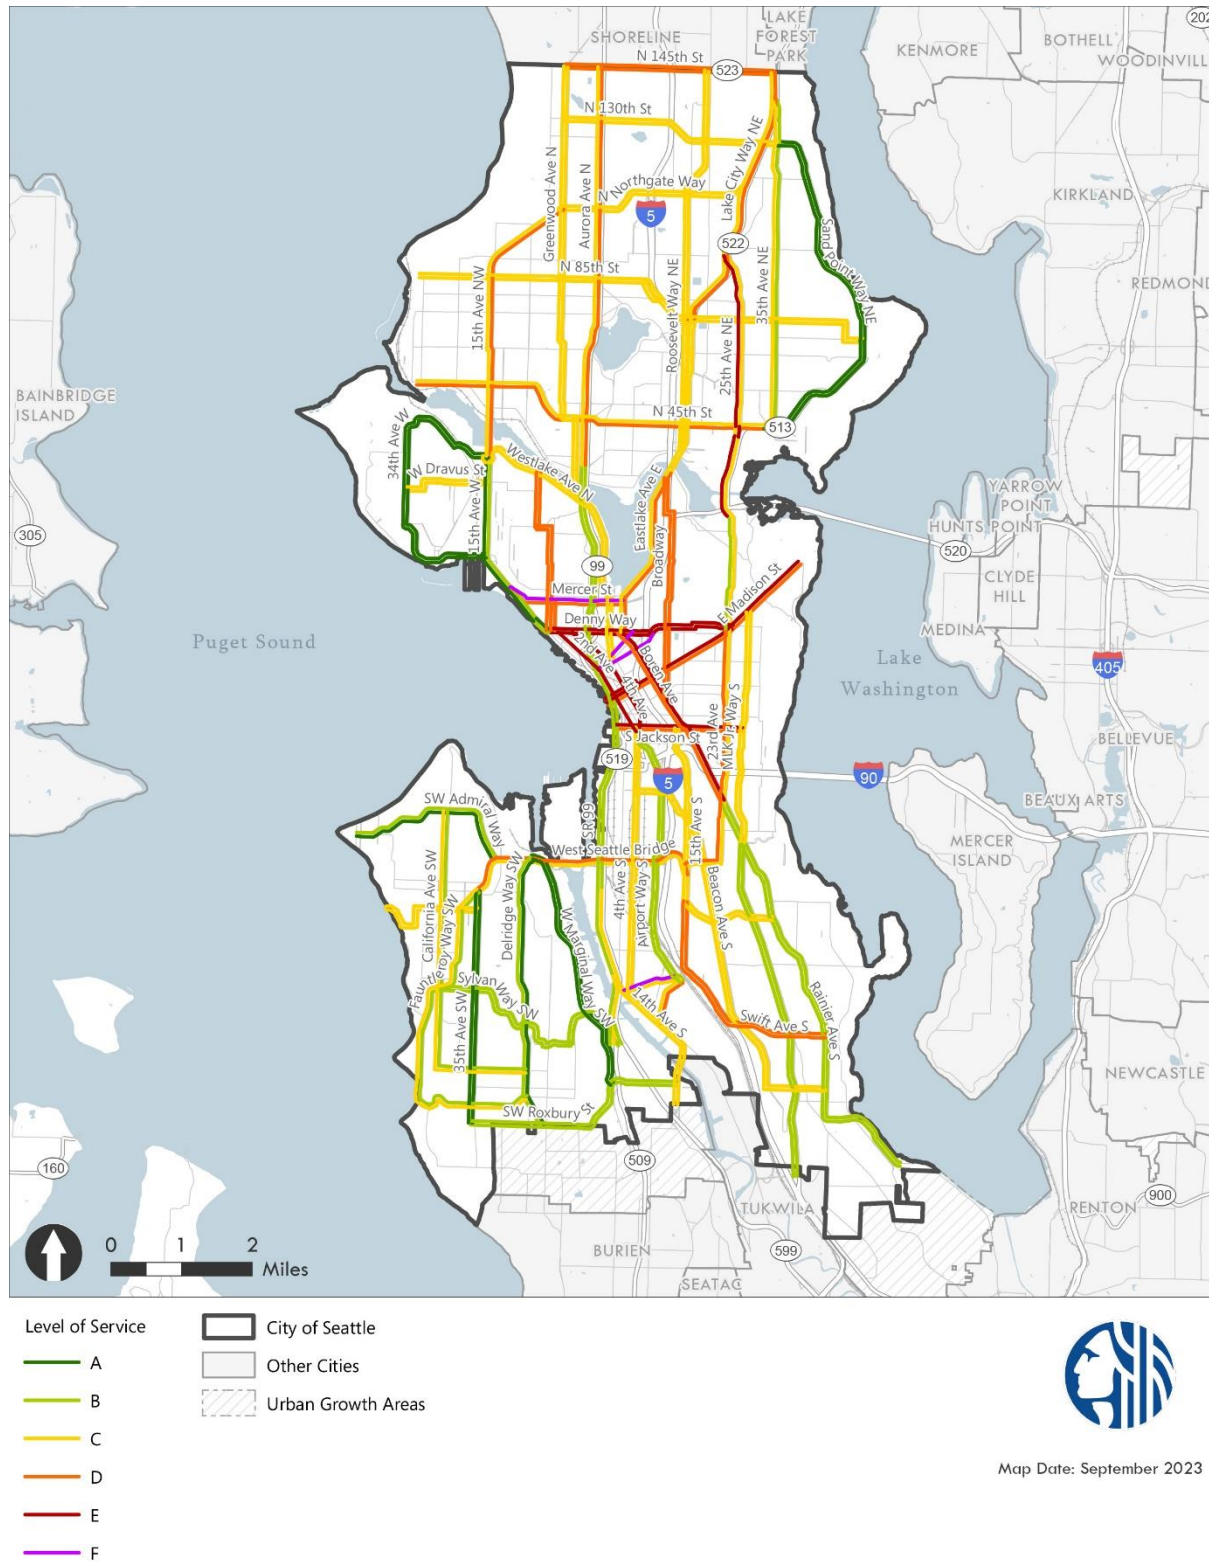 SHORELINE
LAKE
FOREST
PARK
KENMORE
BOTHELL
202
WOODINVILL
N 145th St
523
N 130th St
Greenwood Ave N
Aurora Ave N
N Northgate Way
Lake City Way NE
5
522
KIRKLAND
Sand Point Way NE
REDMOND
N 85th St
15th Ave NW
Roosevelt Way NE
25th Ave NE
35th Ave NE
BAINBRIDGE
ISLAND
N 45th St
513
34th Ave W
W Dravus St
15th Ave W
Westlake Ave N
Eastlake Ave E
Broadway
YARROW
POINT
HUNTS POINT
305
520
99
CLYDE
HILL
Mercer St
Denny Way
E Madison St
MEDINA
Puget Sound
2nd Ave
4th Ave
Boren Ave
Lake
Washington
405
23rd Ave
MLK Jr Way S
S Jackson St
519
5
90
BELLEVUE
BEAUX ARTS
MERCER
ISLAND
SW Admiral Way
SR 99
West Seattle Bridge
15th Ave S
California Ave SW
Fauntleroy Way SW
Delridge Way SW
W Marginal Way SW
4th Ave S
Airport Way S
Beacon Ave S
Sylvan Way SW
35th Ave SW
14th Ave S
Swift Ave S
Rainier Ave S
NEWCASTLE
SW Roxbury St
160
509
TUKWILA
599
RENTON
900
BURIEN
SEATAC
0 1 2
Miles
Level of Service
A
B
C
D
E
F
City of Seattle
Other Cities
Urban Growth Areas
Map Date: September 2023